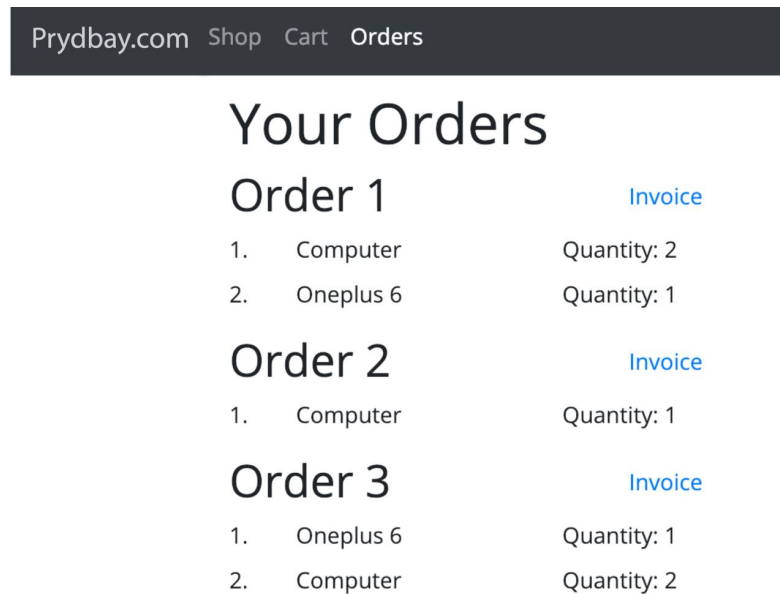 Prydbay.com Shop Cart Orders
Your Orders
Order 1 Invoice
1. Computer Quantity: 2
2. Oneplus 6 Quantity: 1
Order 2 Invoice
1. Computer Quantity: 1
Order 3 Invoice
1. Oneplus 6 Quantity: 1
2. Computer Quantity: 2